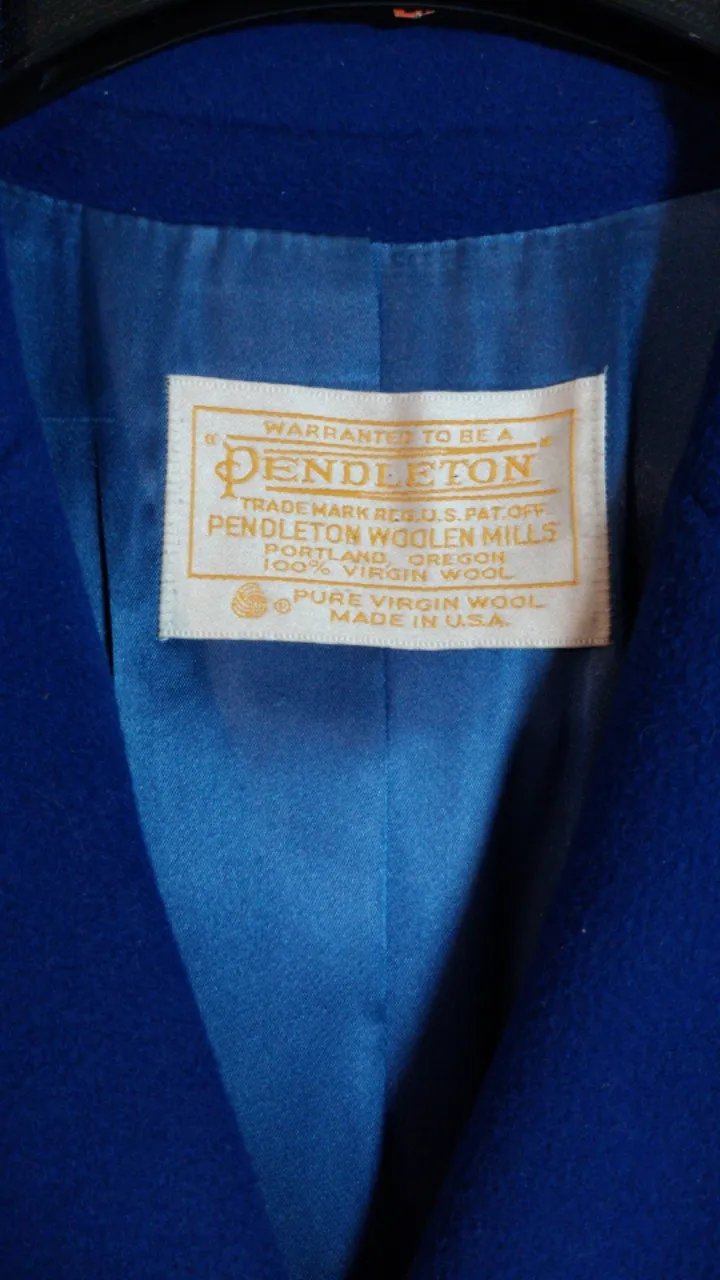 WARRANTED TO BE A
"PENDLETON"
TRADE MARK REG. U.S. PAT. OFF.
PENDLETON WOOLEN MILLS
PORTLAND, OREGON
100% VIRGIN WOOL
® PURE VIRGIN WOOL
MADE IN U.S.A.